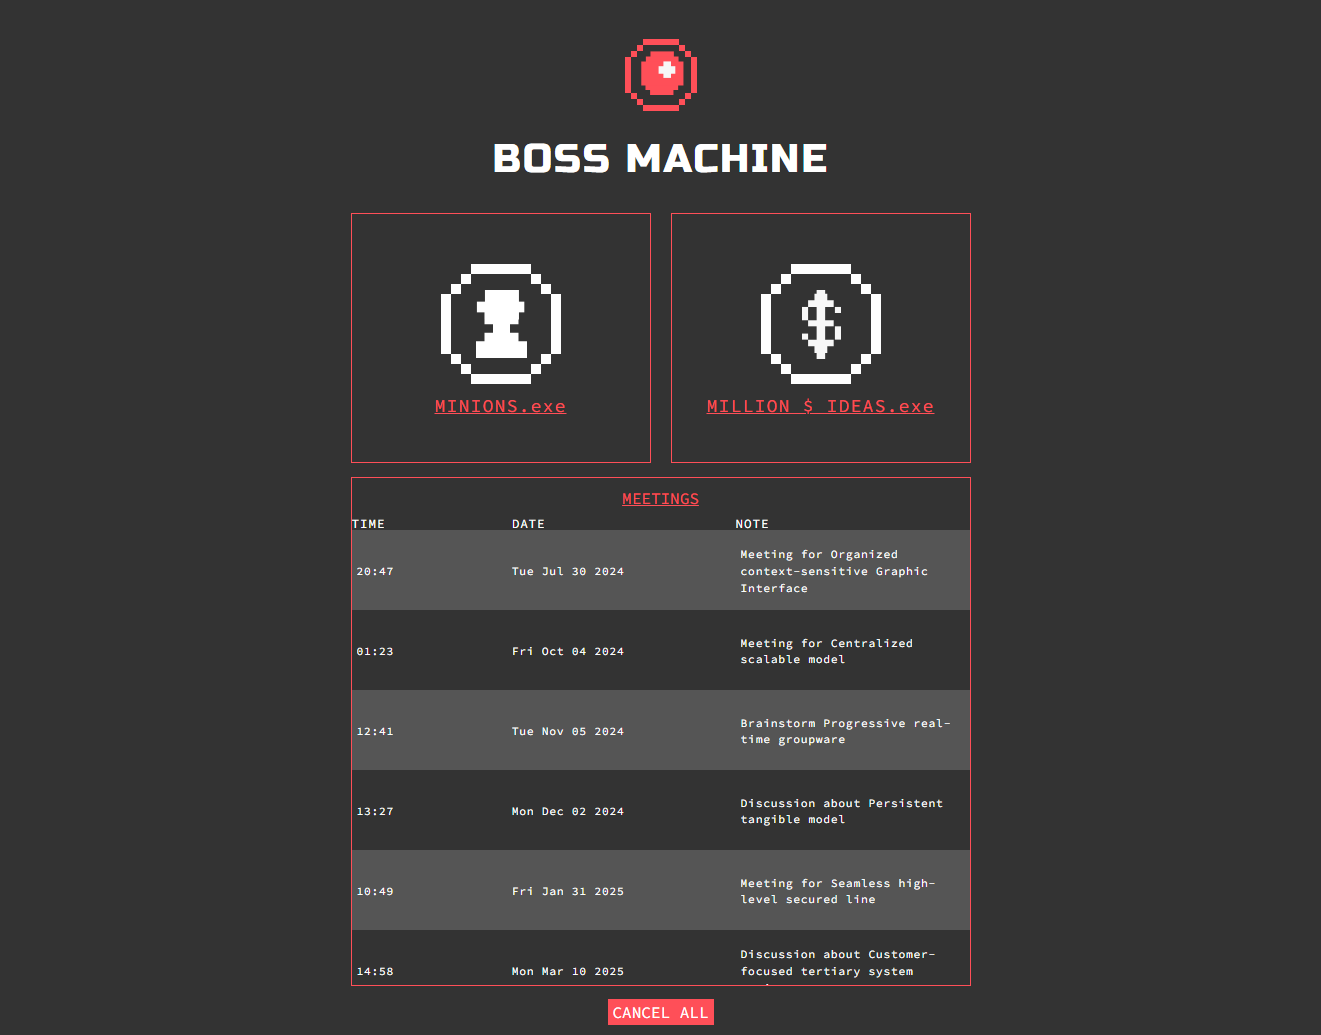 BOSS MACHINE
MINIONS.exe
MILLION $ IDEAS.exe
MEETINGS
TIME DATE NOTE
Meeting for Organized
20:47 Tue Jul 30 2024 context-sensitive Graphic
Interface
Meeting for Centralized
01:23 Fri Oct 04 2024
scalable model
Brainstorm Progressive real-
12:41 Tue Nov 05 2024
time groupware
Discussion about Persistent
13:27 Mon Dec 02 2024
tangible model
Meeting for Seamless high-
10:49 Fri Jan 31 2025
level secured line
Discussion about Customer-
14:58 Mon Mar 10 2025 focused tertiary system
CANCEL ALL